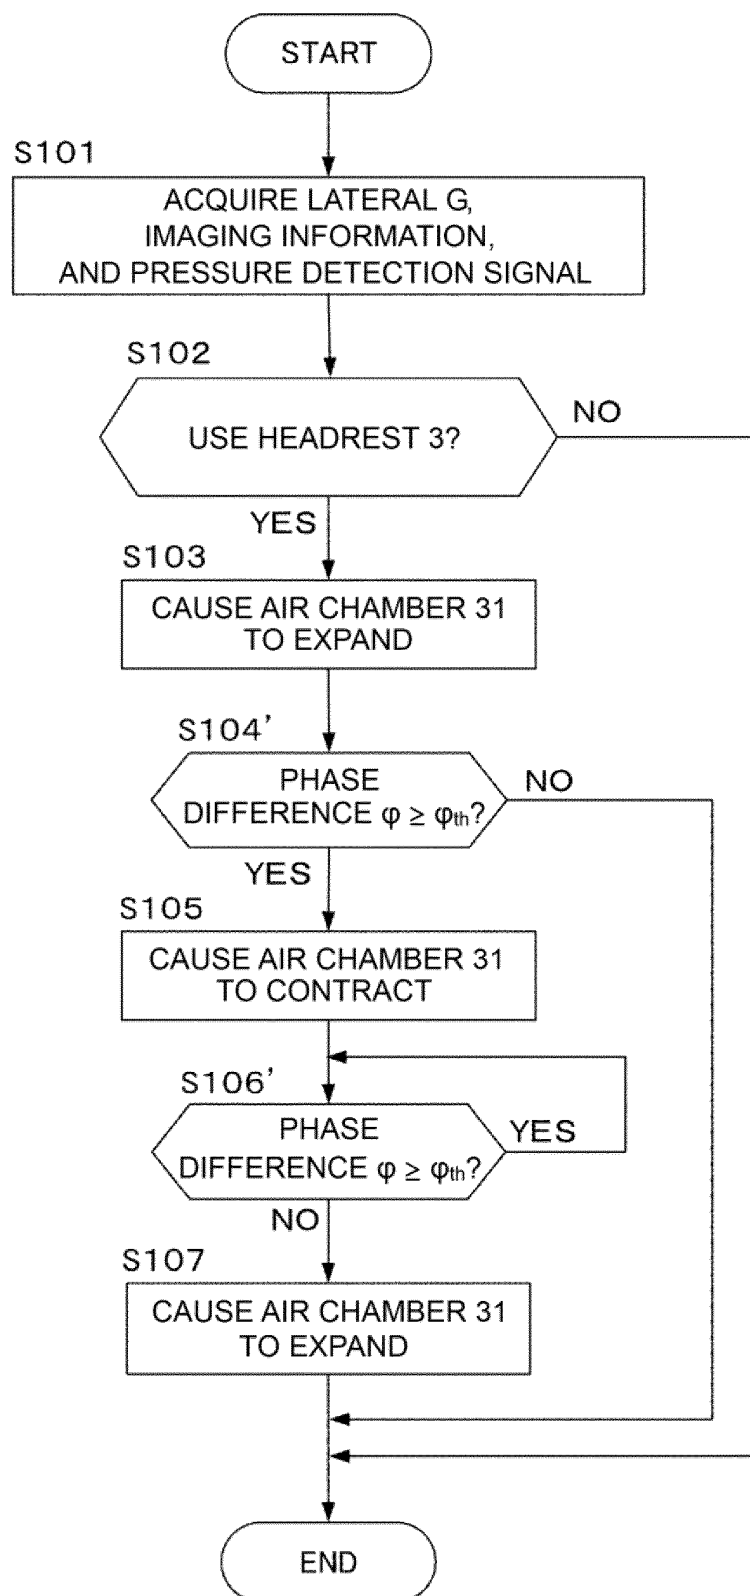 START
S101
ACQUIRE LATERAL G,
IMAGING INFORMATION,
AND PRESSURE DETECTION SIGNAL
S102
USE HEADREST 3?
NO
YES
S103
CAUSE AIR CHAMBER 31
TO EXPAND
S104'
PHASE
DIFFERENCE φ ≥ φth?
NO
YES
S105
CAUSE AIR CHAMBER 31
TO CONTRACT
S106'
PHASE
DIFFERENCE φ ≥ φth?
YES
NO
S107
CAUSE AIR CHAMBER 31
TO EXPAND
END